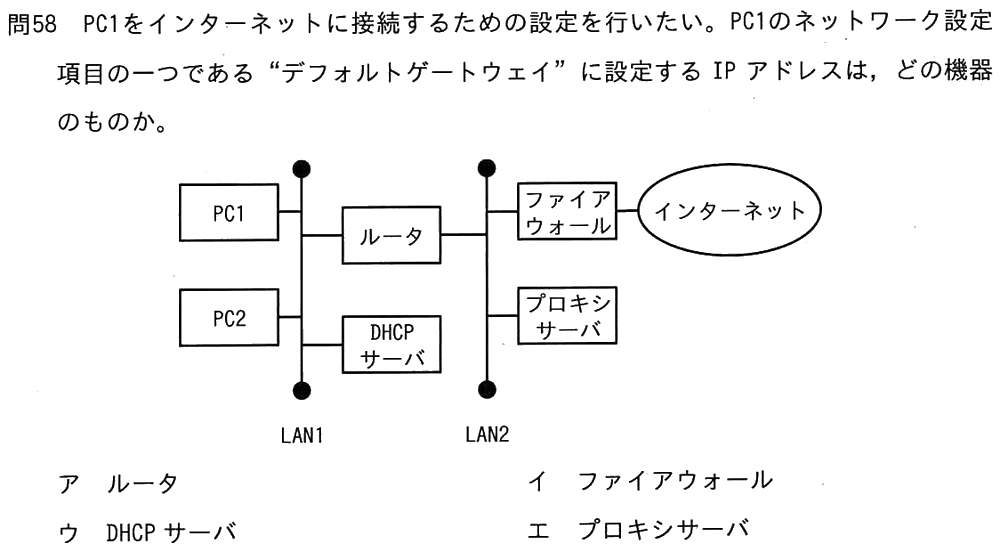 問58 PC1をインターネットに接続するための設定を行いたい。PC1のネットワーク設定
項目の一つである“デフォルトゲートウェイ”に設定する IP アドレスは，どの機器
のものか。
PC1
ルータ
ファイア
ウォール
インターネット
PC2
DHCP
サーバ
プロキシ
サーバ
LAN1
LAN2
ア ルータ
イ ファイアウォール
ウ DHCP サーバ
エ プロキシサーバ